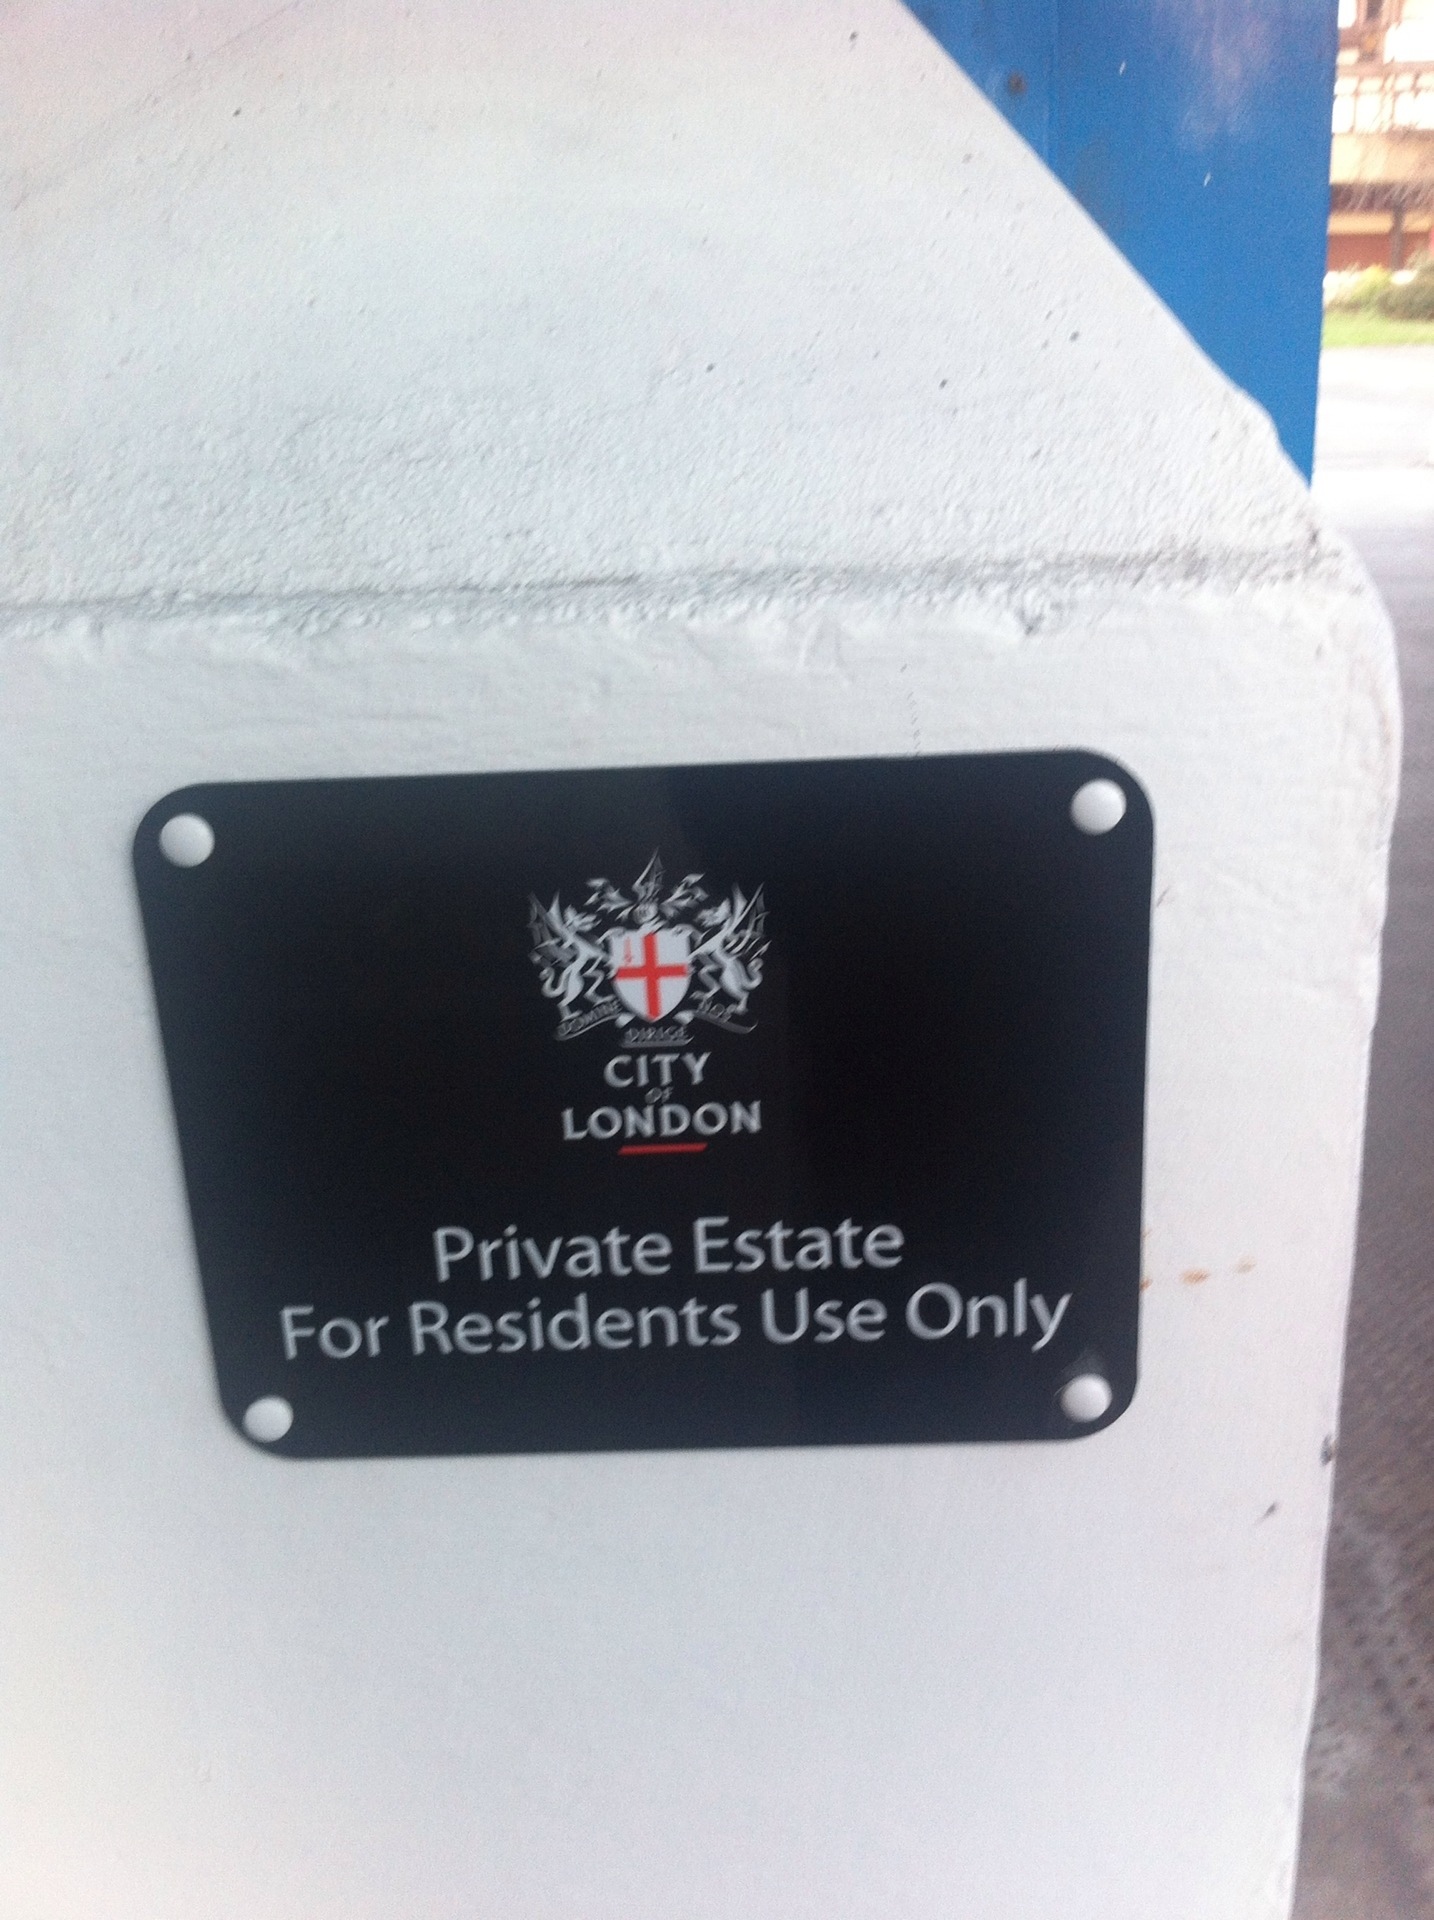 DOMINE DIRIGE NOS
CITY
OF
LONDON
Private Estate
For Residents Use Only